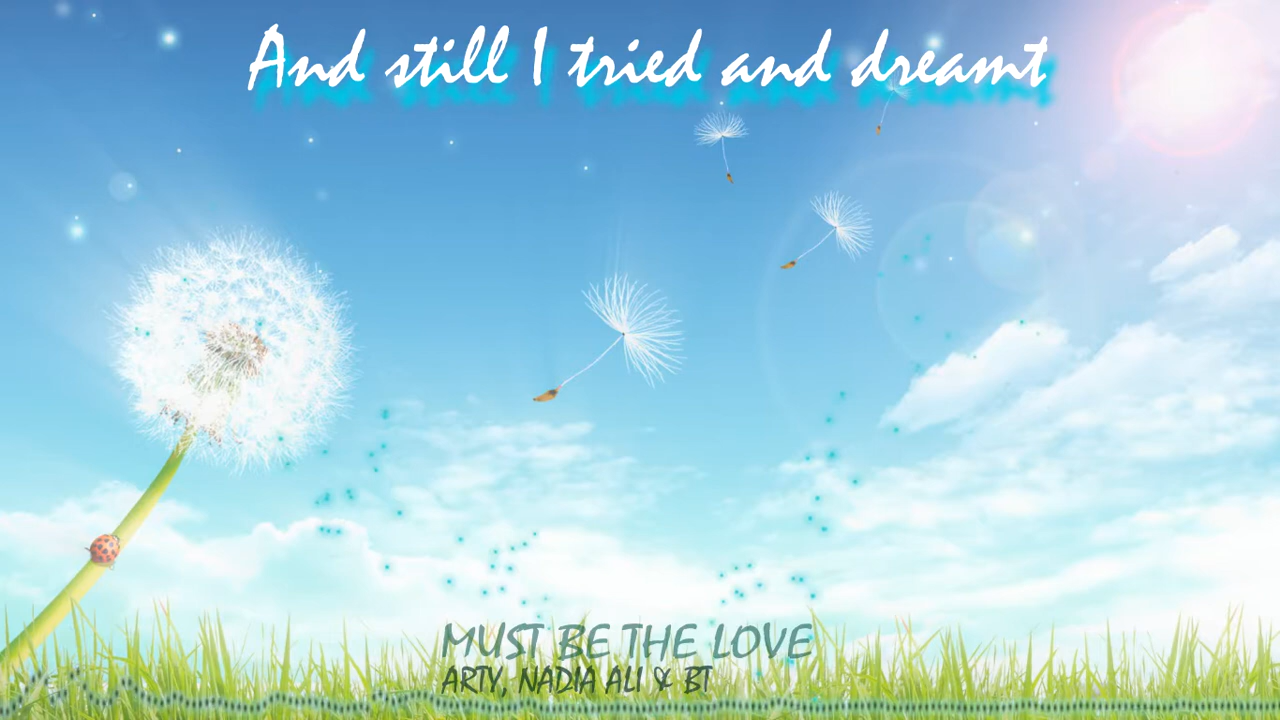 And still I tried and dreamt
MUST BE THE LOVE
ARTY, NADIA ALI & BT